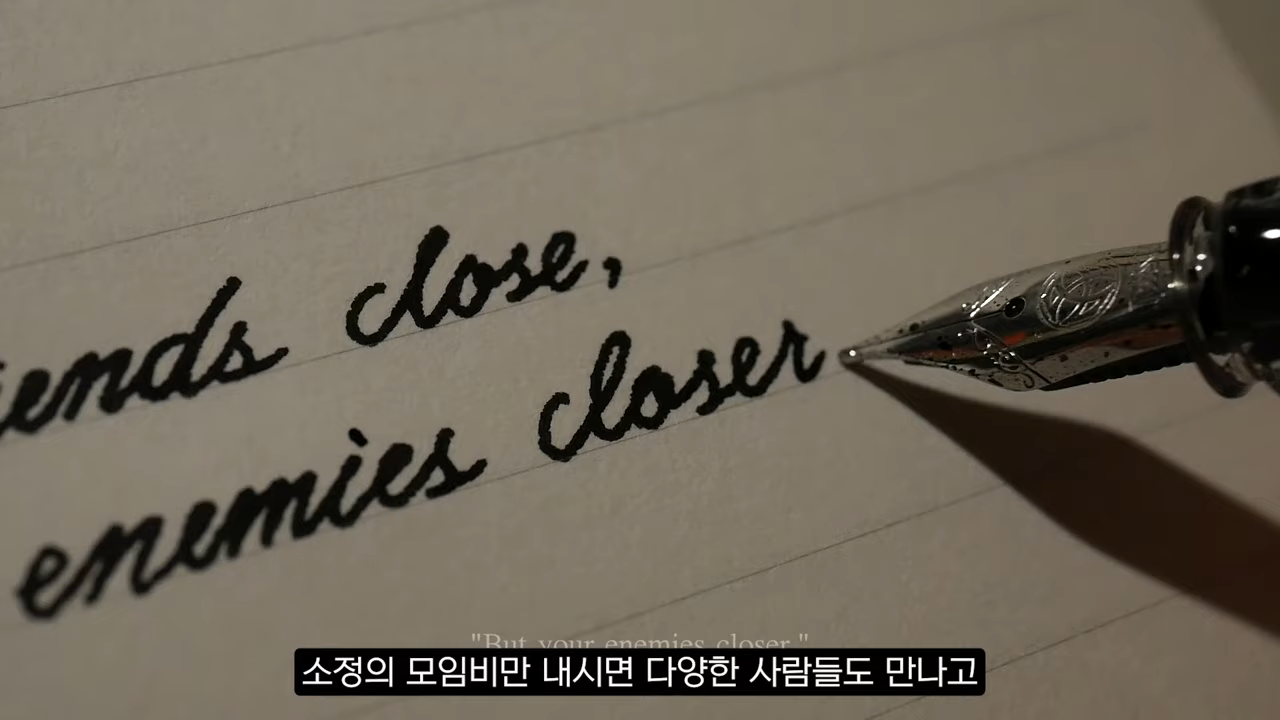 iends close,
enemies closer
"But your enemies closer."
소정의 모임비만 내시면 다양한 사람들도 만나고